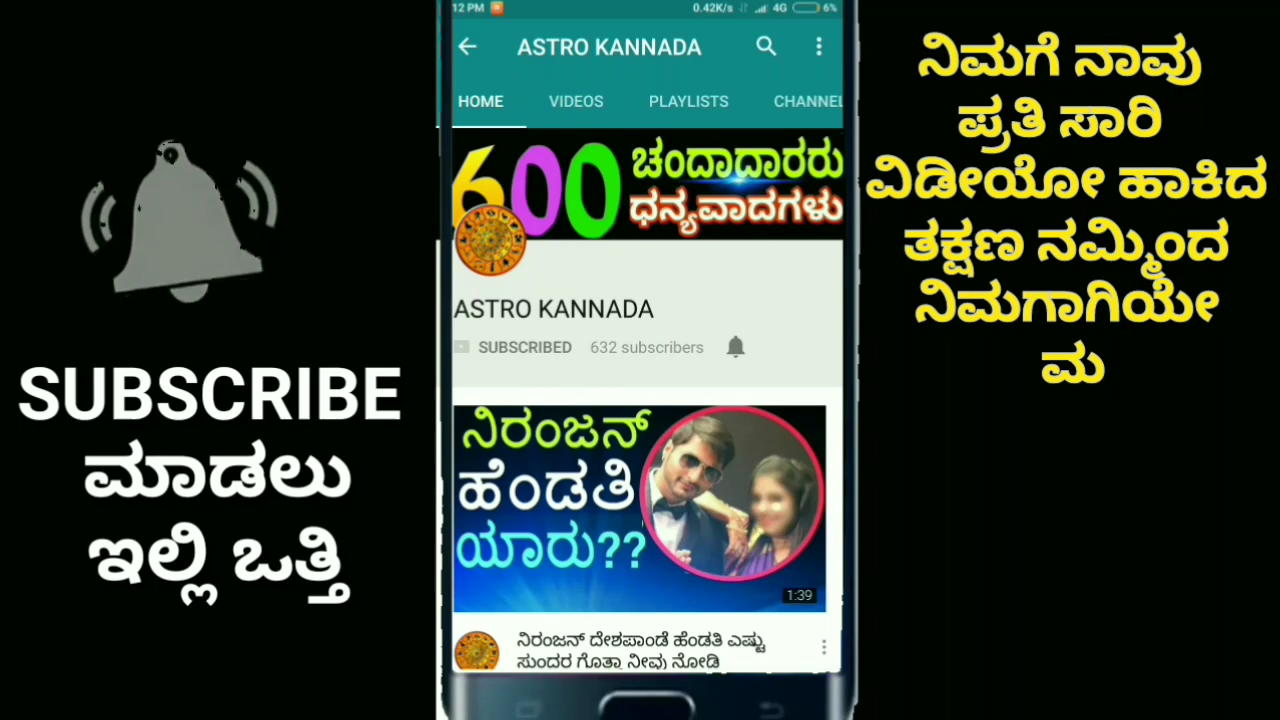 SUBSCRIBE
ಮಾಡಲು
ಇಲ್ಲಿ ಒತ್ತಿ
12 PM 0.42K/s 4G 6%
ASTRO KANNADA
HOME VIDEOS PLAYLISTS CHANNEL
600 ಚಂದಾದಾರರು
ಧನ್ಯವಾದಗಳು
ASTRO KANNADA
SUBSCRIBED 632 subscribers
ನಿರಂಜನ್
ಹೆಂಡತಿ
ಯಾರು??
1:39
ನಿರಂಜನ್ ದೇಶಪಾಂಡೆ ಹೆಂಡತಿ ಎಷ್ಟು
ಸುಂದರ ಗೊತ್ತಾ ನೀವು ನೋಡಿ
ನಿಮಗೆ ನಾವು
ಪ್ರತಿ ಸಾರಿ
ವಿಡೀಯೋ ಹಾಕಿದ
ತಕ್ಷಣ ನಮ್ಮಿಂದ
ನಿಮಗಾಗಿಯೇ
ಮ